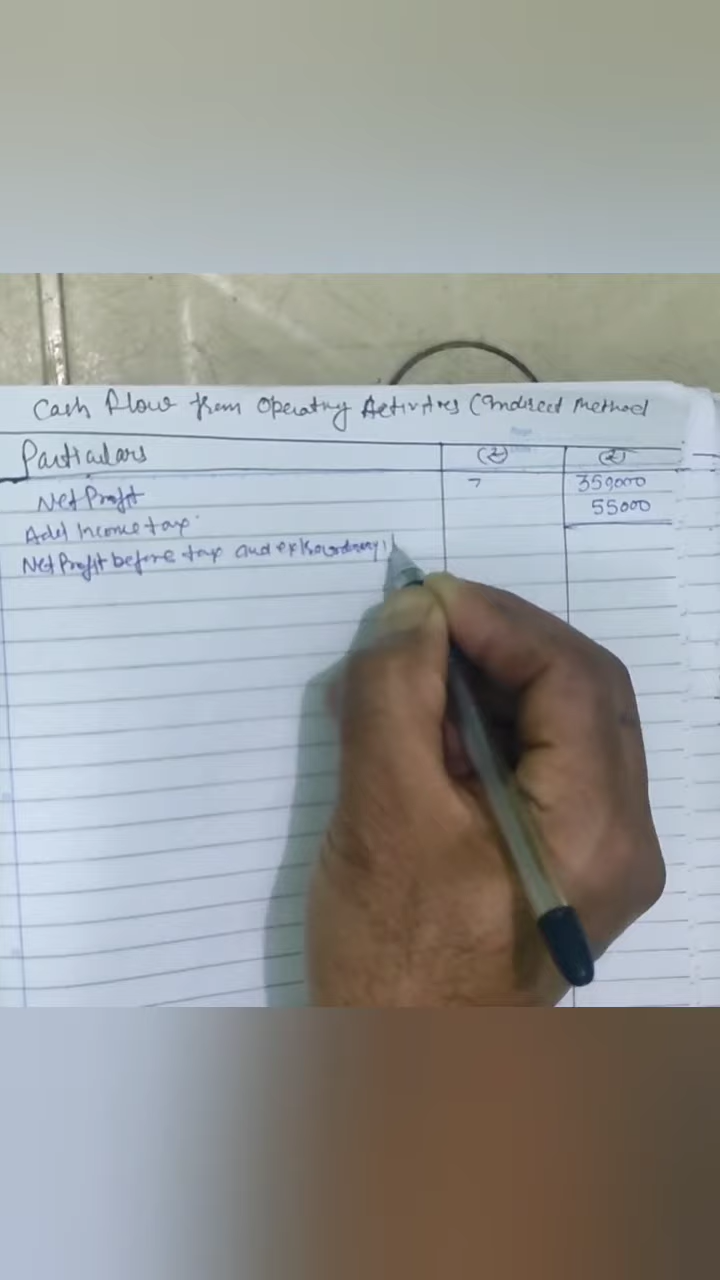 Cash Flow from Operating Activities (Indirect Method
Particulars (₹) (₹)
Net Profit 359000
Add Income tax 55000
Net Profit before tax and extraordinary